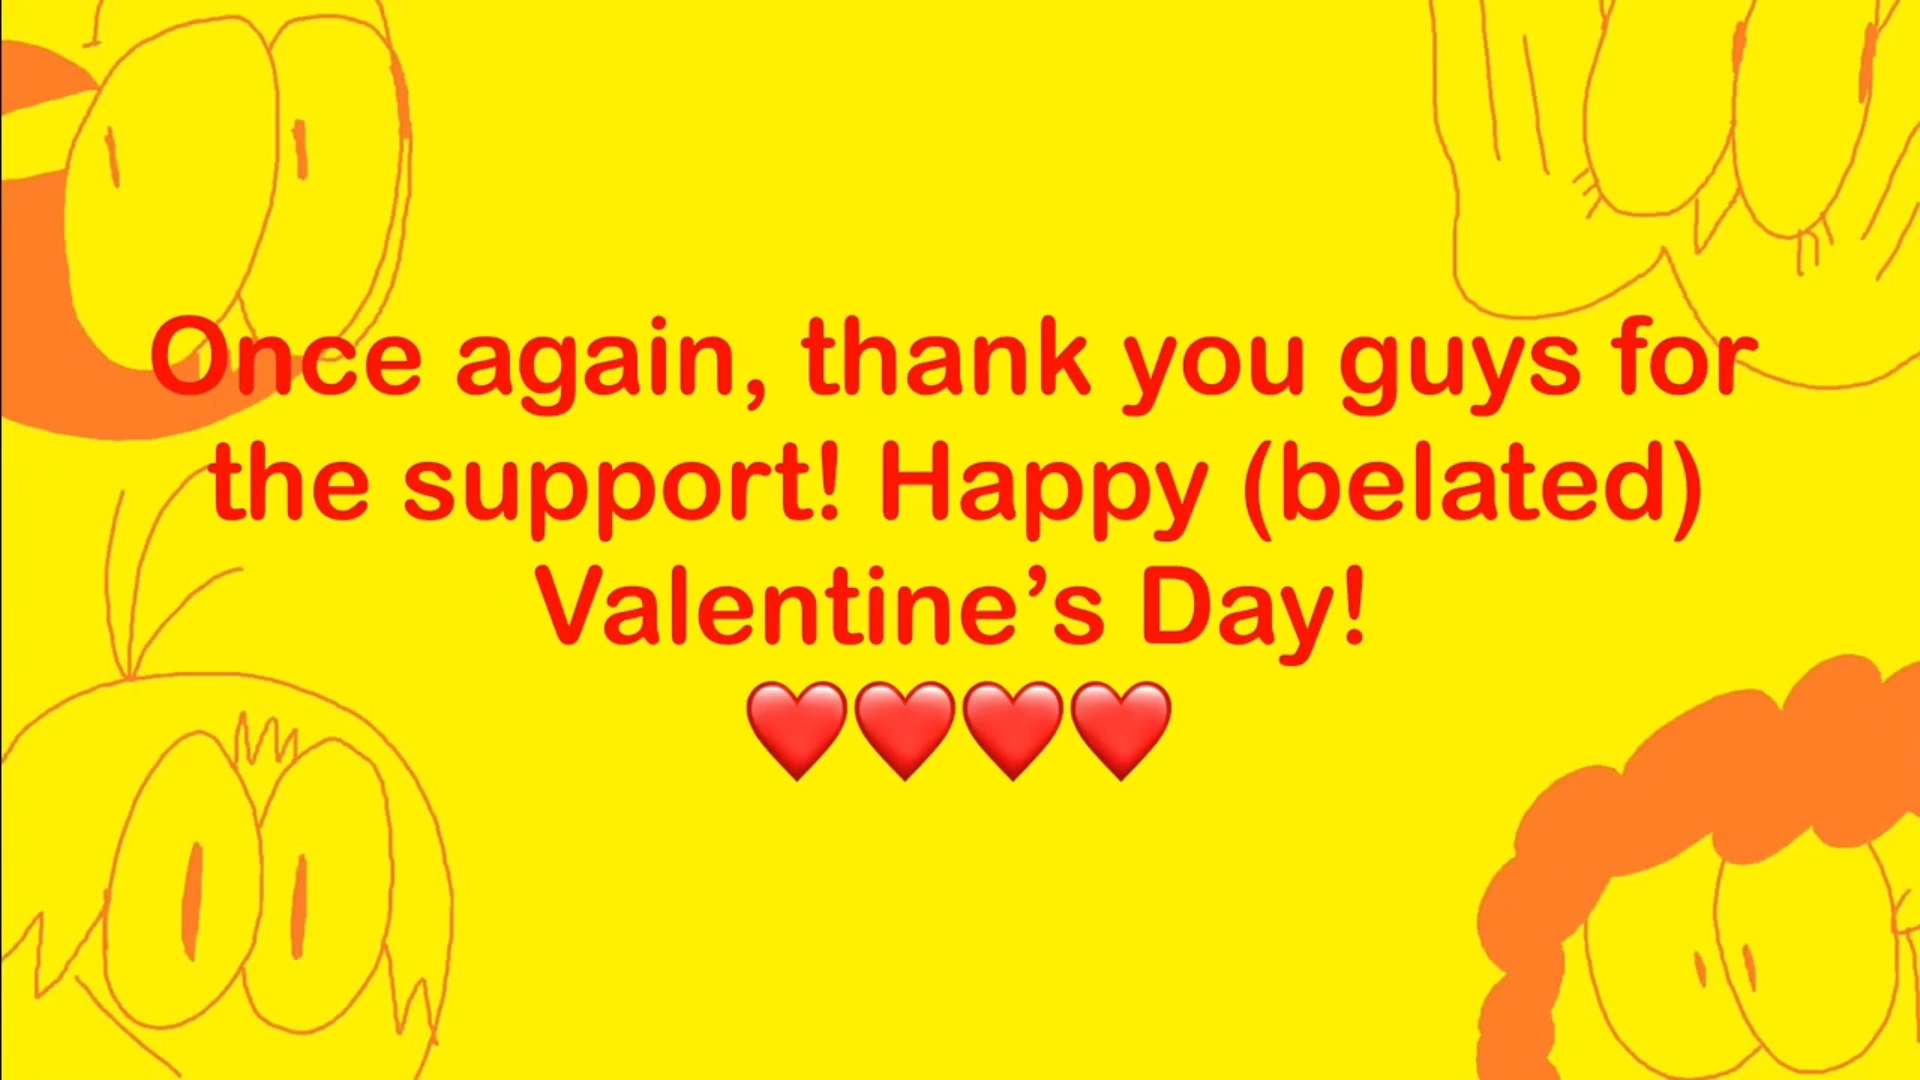 Once again, thank you guys for
the support! Happy (belated)
Valentine’s Day!
❤️❤️❤️❤️